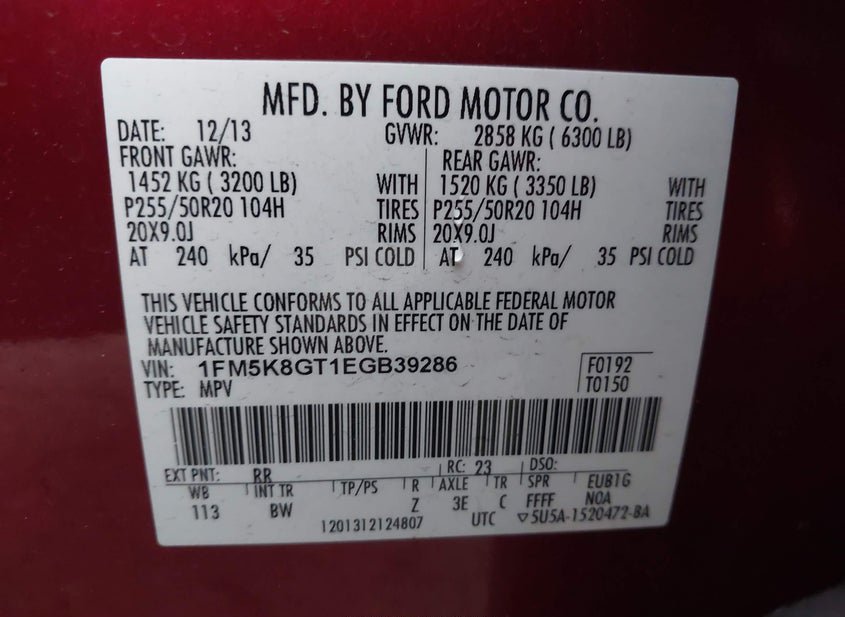 MFD. BY FORD MOTOR CO.
DATE: 12/13 GVWR: 2858 KG ( 6300 LB)
FRONT GAWR: REAR GAWR:
1452 KG ( 3200 LB) WITH 1520 KG ( 3350 LB) WITH
P255/50R20 104H TIRES P255/50R20 104H TIRES
20X9.0J RIMS 20X9.0J RIMS
AT 240 kPa/ 35 PSI COLD AT 240 kPa/ 35 PSI COLD
THIS VEHICLE CONFORMS TO ALL APPLICABLE FEDERAL MOTOR
VEHICLE SAFETY STANDARDS IN EFFECT ON THE DATE OF
MANUFACTURE SHOWN ABOVE.
VIN: 1FM5K8GT1EGB39286 F0192
TYPE: MPV T0150
EXT PNT: RR RC: 23 DSO:
WB INT TR TP/PS R AXLE TR SPR EUB1G
113 BW Z 3E C FFFF NOA
1201312124807 UTC ▽5U5A-1520472-BA